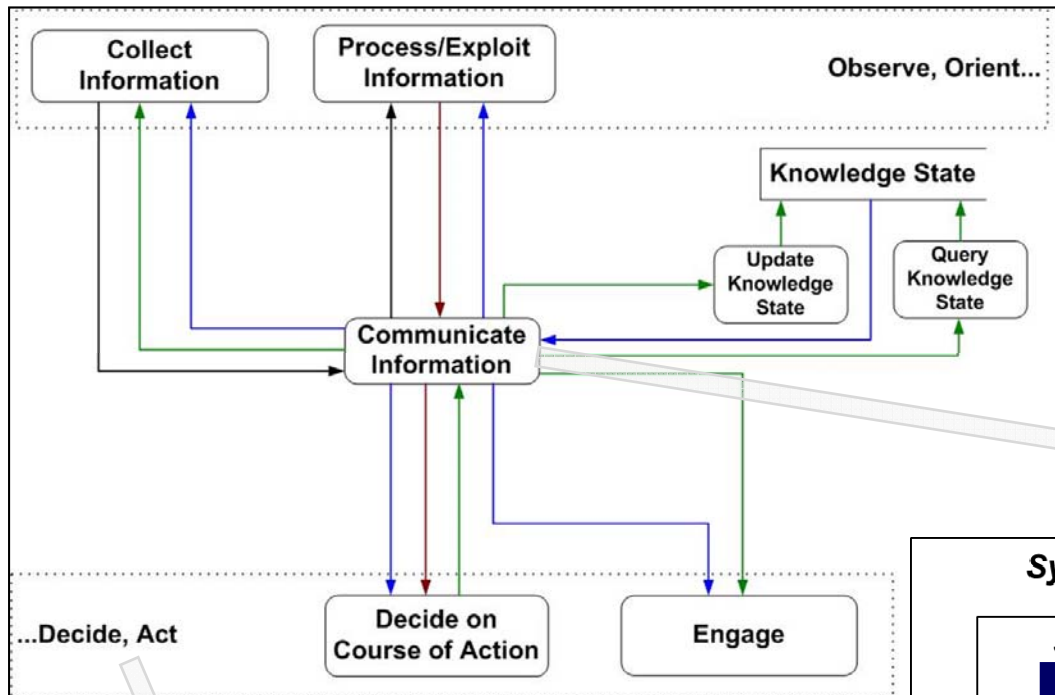 Collect
Information
Process/Exploit
Information
Observe, Orient...
Knowledge State
Update
Knowledge
State
Query
Knowledge
State
Communicate
Information
...Decide, Act
Decide on
Course of Action
Engage